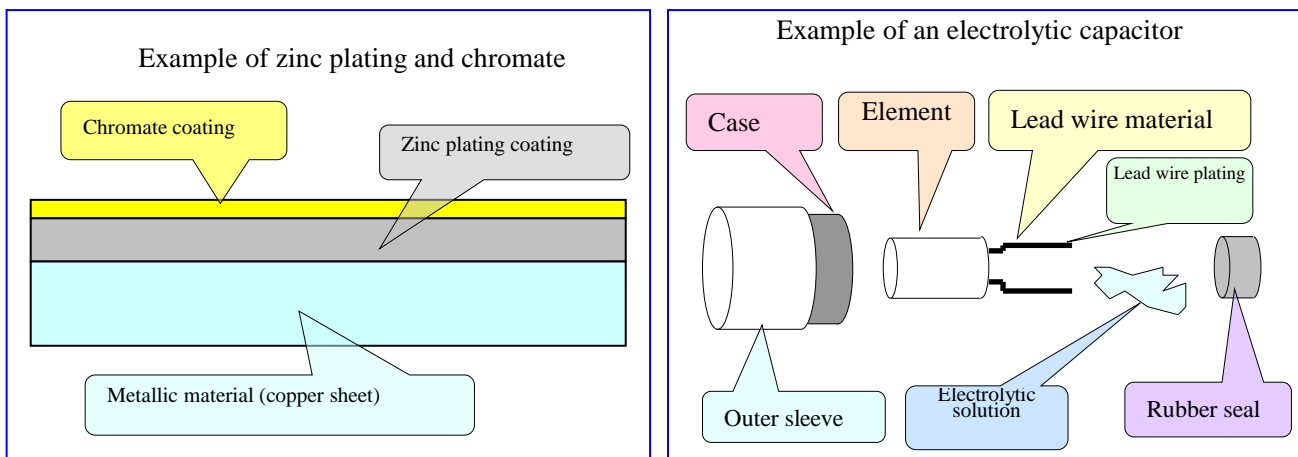 Example of zinc plating and chromate
Chromate coating
Zinc plating coating
Metallic material (copper sheet)
Example of an electrolytic capacitor
Case
Element
Lead wire material
Lead wire plating
Outer sleeve
Electrolytic
solution
Rubber seal